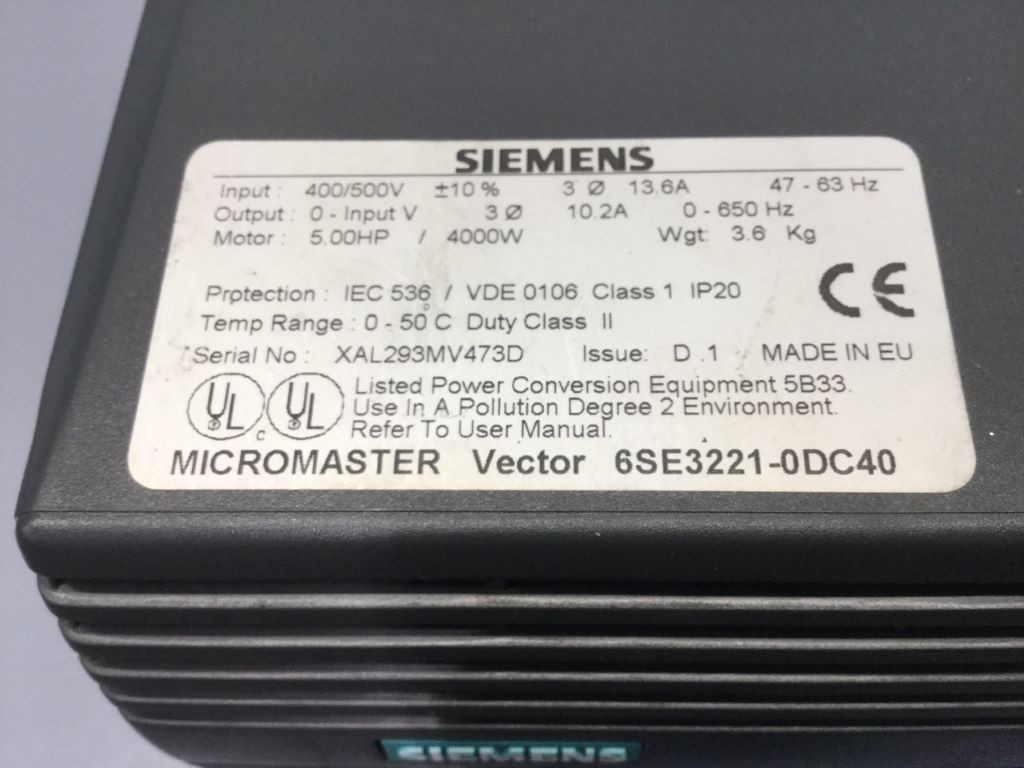 SIEMENS
Input : 400/500V ±10 % 3 Ø 13.6A 47 - 63 Hz
Output : 0 - Input V 3 Ø 10.2A 0 - 650 Hz
Motor : 5.00HP / 4000W Wgt: 3.6 Kg
Protection : IEC 536 / VDE 0106 Class 1 IP20
CE
Temp Range : 0 - 50 C Duty Class II
Serial No : XAL293MV473D Issue: D .1 MADE IN EU
UL c UL Listed Power Conversion Equipment 5B33.
Use In A Pollution Degree 2 Environment.
Refer To User Manual.
MICROMASTER Vector 6SE3221-0DC40
SIEMENS